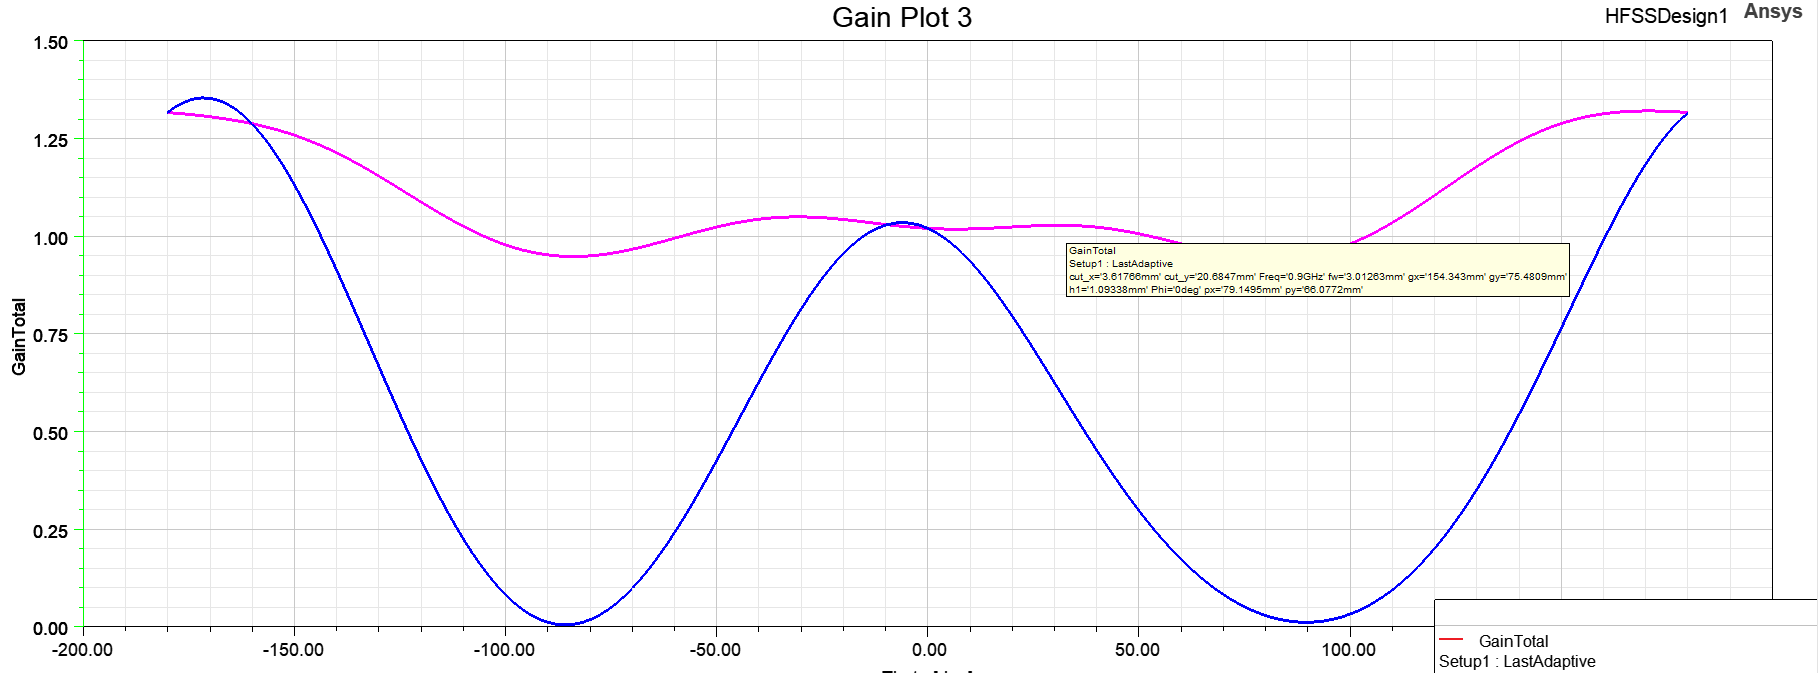 Gain Plot 3
HFSSDesign1
Ansys
1.50
1.25
1.00
0.75
0.50
0.25
0.00
GainTotal
-200.00 -150.00 -100.00 -50.00 0.00 50.00 100.00
GainTotal
Setup1 : LastAdaptive
cut_x='3.61766mm' cut_y='20.6847mm' Freq='0.9GHz' fw='3.01263mm' gx='154.343mm' gy='75.4809mm'
h1='1.09338mm' Phi='0deg' px='79.1495mm' py='66.0772mm'
GainTotal
Setup1 : LastAdaptive